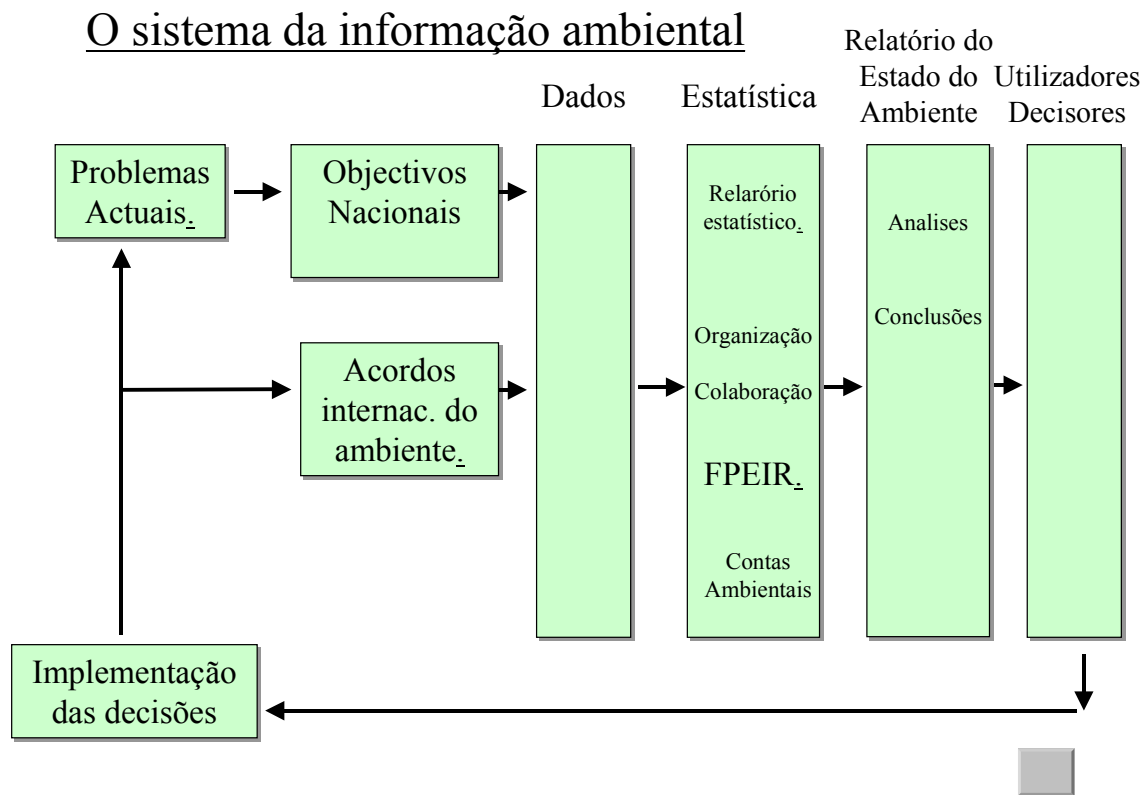 O sistema da informação ambiental
Relatório do
Estado do
Ambiente
Utilizadores
Decisores
Dados
Estatística
Problemas
Actuais.
Objectivos
Nacionais
Relarório
estatístico.
Analises
Conclusões
Organização
Colaboração
Acordos
internac. do
ambiente.
FPEIR.
Contas
Ambientais
Implementação
das decisões